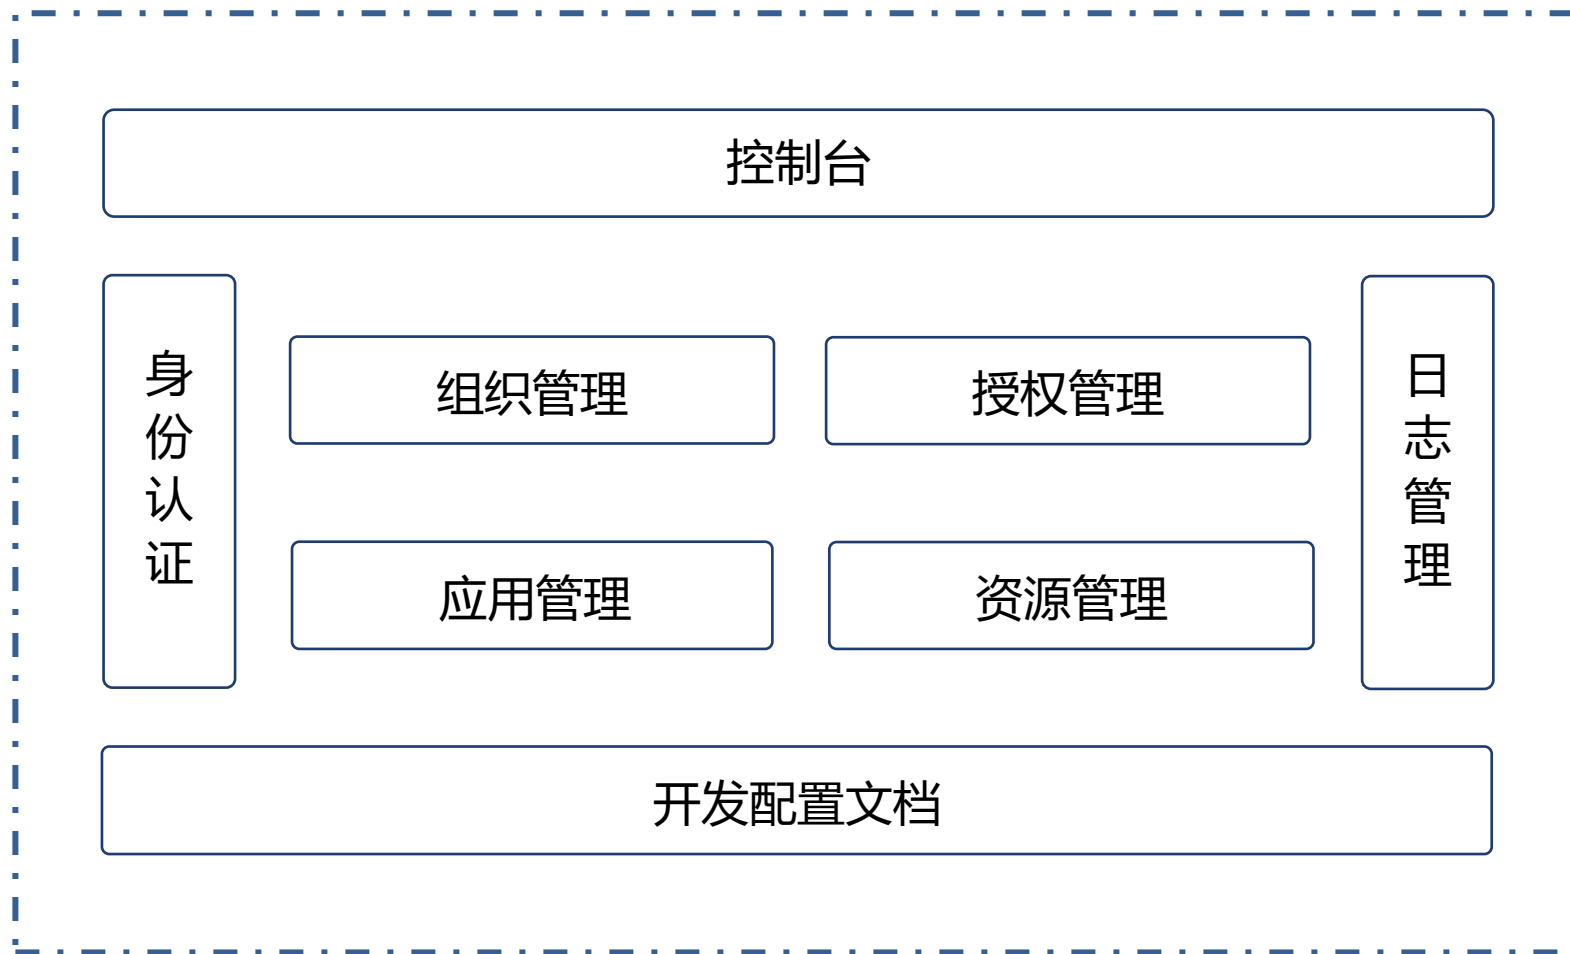 控制台
身份认证
组织管理
授权管理
日志管理
应用管理
资源管理
开发配置文档